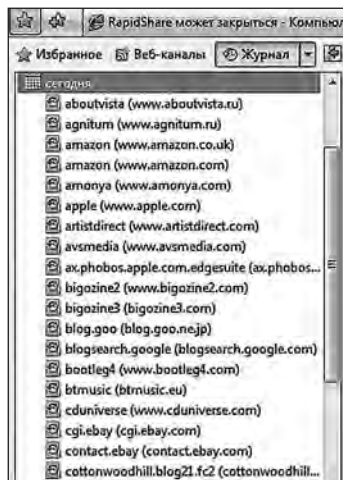 RapidShare может закрыться - Компью
Избранное Веб-каналы Журнал
сегодня
aboutvista (www.aboutvista.ru)
agnitum (www.agnitum.ru)
amazon (www.amazon.co.uk)
amazon (www.amazon.com)
amonya (www.amonya.com)
apple (www.apple.com)
artistdirect (www.artistdirect.com)
avsmedia (www.avsmedia.com)
ax.phobos.apple.com.edgesuite (ax.phobos...
bigozine2 (www.bigozine2.com)
bigozine3 (bigozine3.com)
blog.goo (blog.goo.ne.jp)
blogsearch.google (blogsearch.google.com)
bootleg4 (www.bootleg4.com)
btmusic (btmusic.eu)
cduniverse (www.cduniverse.com)
cgi.ebay (cgi.ebay.com)
contact.ebay (contact.ebay.com)
cottonwoodhill.blog21.fc2 (cottonwoodhill...